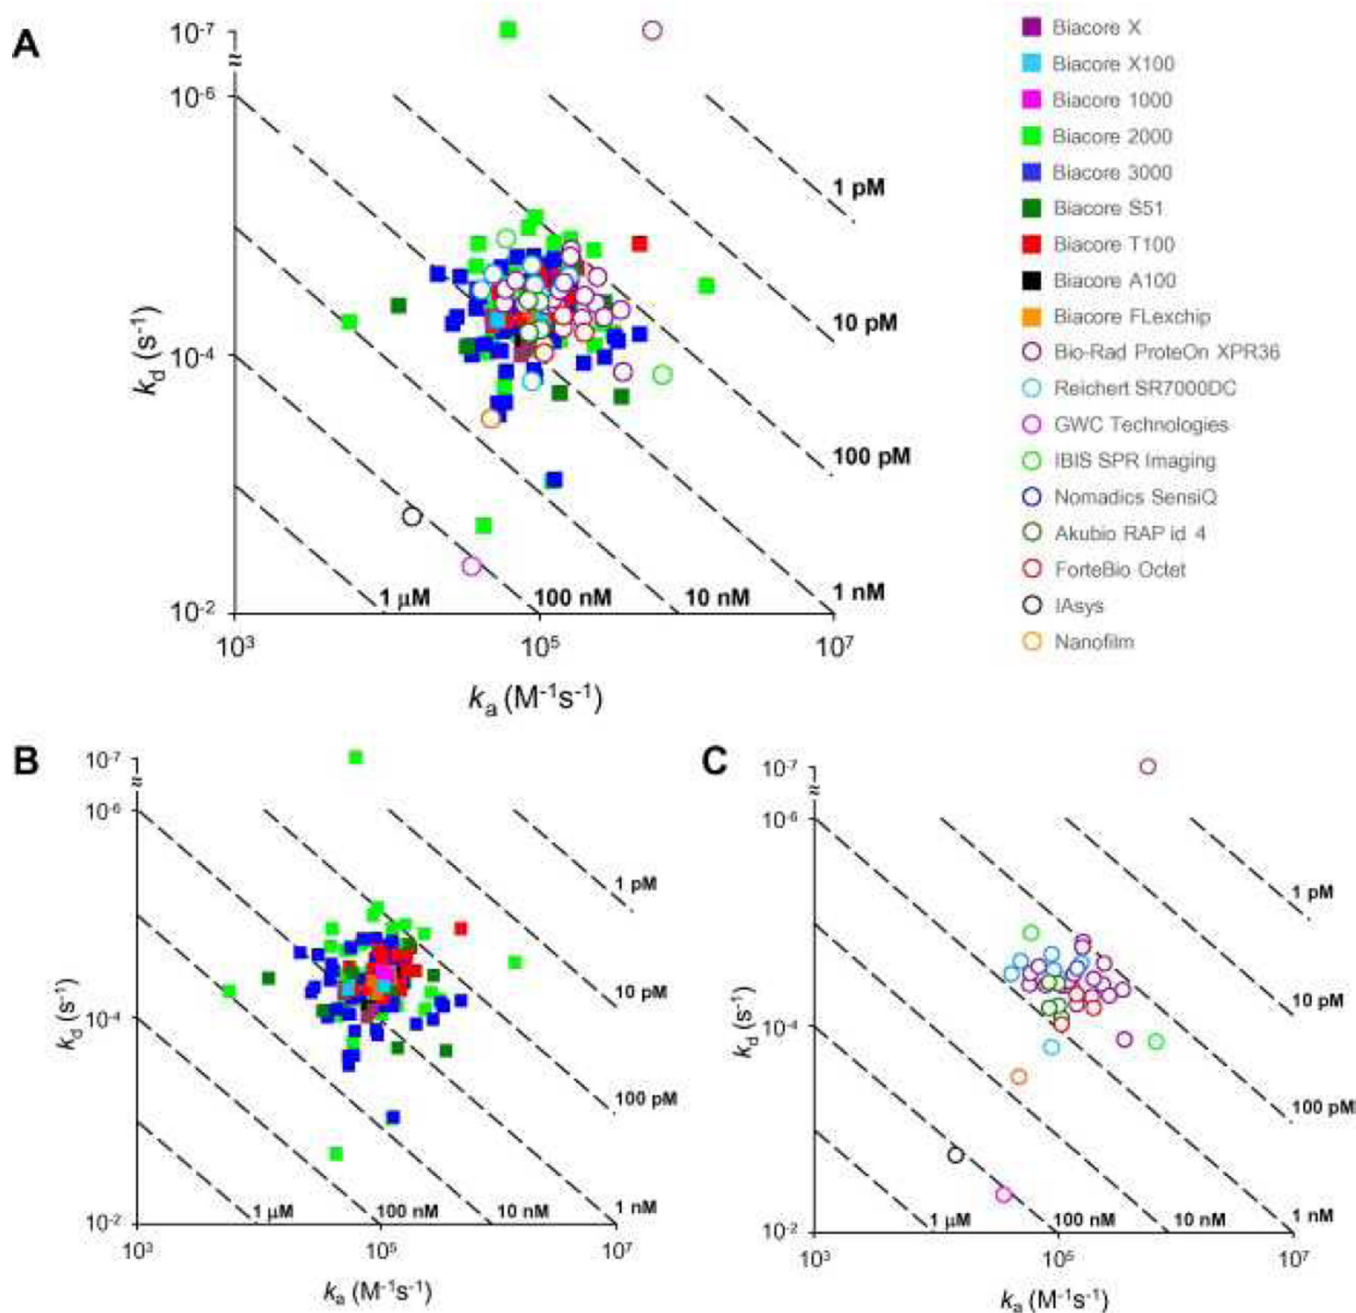 A
10-7
≈
10-6
10-4
10-2
kd (s-1)
103
105
107
ka (M-1s-1)
1 pM
10 pM
100 pM
1 nM
10 nM
100 nM
1 μM
Biacore X
Biacore X100
Biacore 1000
Biacore 2000
Biacore 3000
Biacore S51
Biacore T100
Biacore A100
Biacore FLexchip
Bio-Rad ProteOn XPR36
Reichert SR7000DC
GWC Technologies
IBIS SPR Imaging
Nomadics SensiQ
Akubio RAP id 4
ForteBio Octet
IAsys
Nanofilm
B
10-7
≈
10-6
10-4
10-2
kd (s-1)
103
105
107
ka (M-1s-1)
1 pM
10 pM
100 pM
1 nM
10 nM
100 nM
1 μM
C
10-7
≈
10-6
10-4
10-2
kd (s-1)
103
105
107
ka (M-1s-1)
1 pM
10 pM
100 pM
1 nM
10 nM
100 nM
1 μM